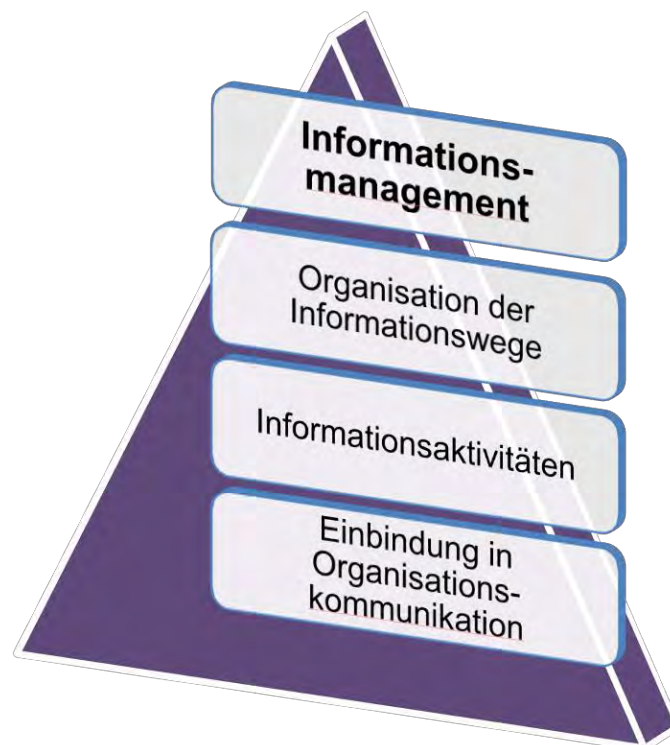 Informations-
management
Organisation der
Informationswege
Informationsaktivitäten
Einbindung in
Organisations-
kommunikation